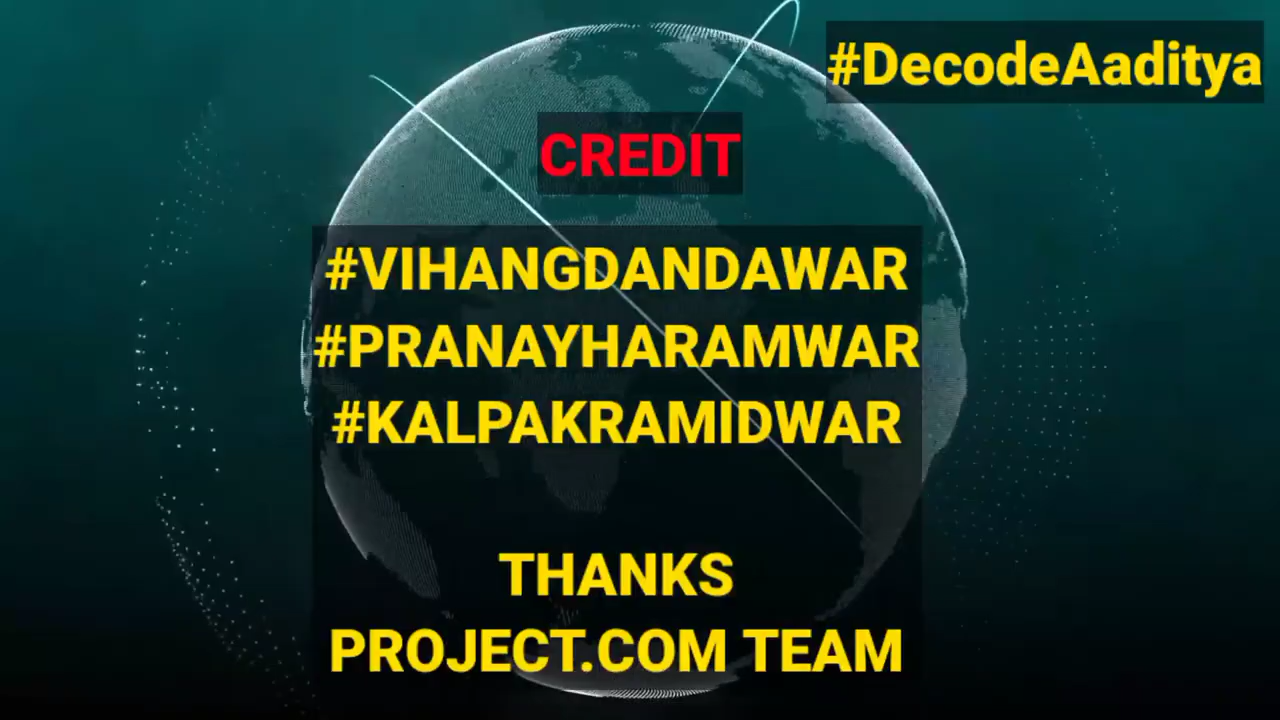 #DecodeAaditya
CREDIT
#VIHANGDANDAWAR
#PRANAYHARAMWAR
#KALPAKRAMIDWAR
THANKS
PROJECT.COM TEAM